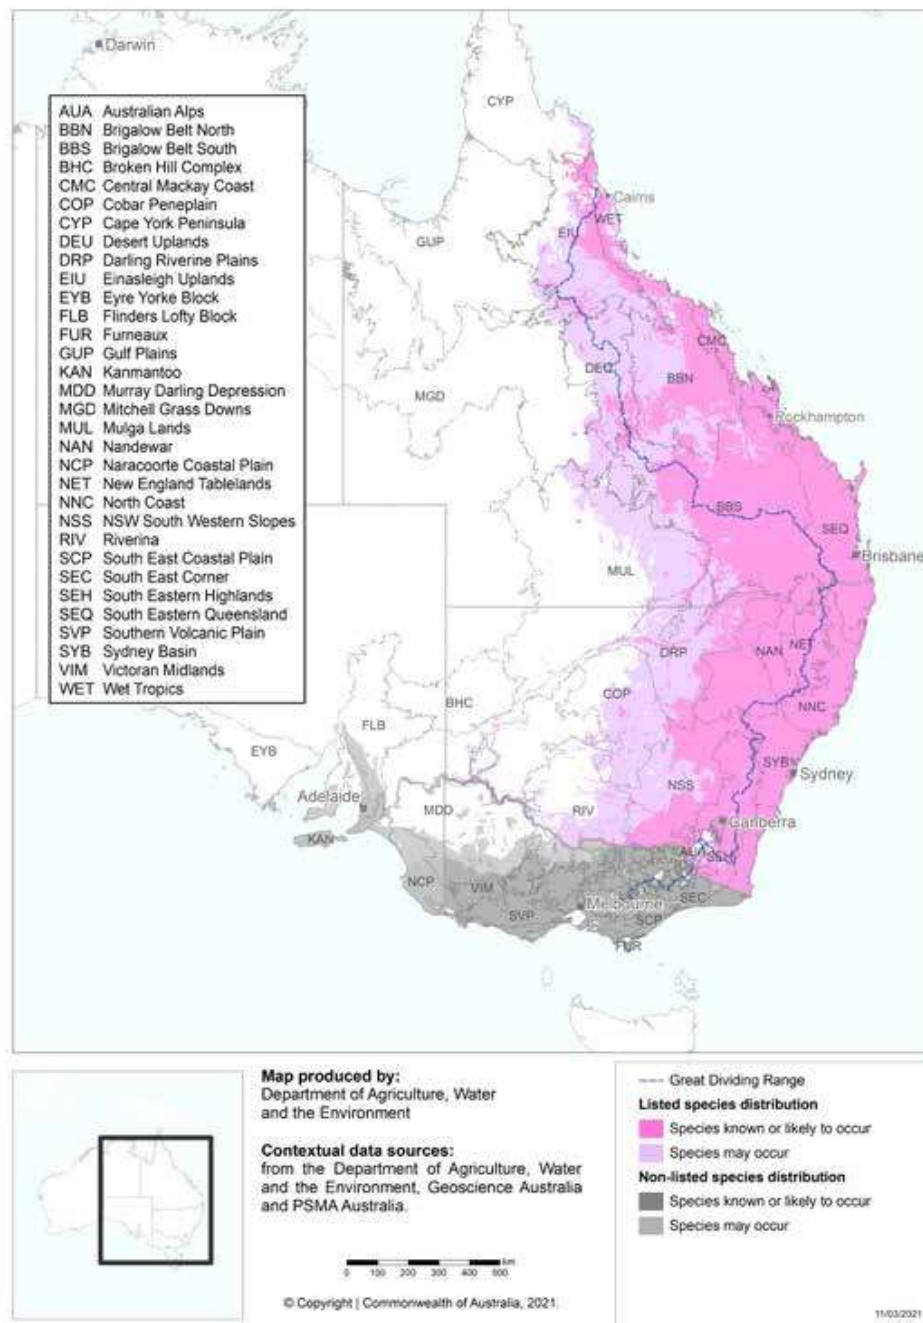 Darwin
CYP
AUA Australian Alps
BBN Brigalow Belt North
BBS Brigalow Belt South
BHC Broken Hill Complex
CMC Central Mackay Coast
COP Cobar Peneplain
CYP Cape York Peninsula
DEU Desert Uplands
DRP Darling Riverine Plains
EIU Einasleigh Uplands
EYB Eyre Yorke Block
FLB Flinders Lofty Block
FUR Furneaux
GUP Gulf Plains
KAN Kanmantoo
MDD Murray Darling Depression
MGD Mitchell Grass Downs
MUL Mulga Lands
NAN Nandewar
NCP Naracoorte Coastal Plain
NET New England Tablelands
NNC North Coast
NSS NSW South Western Slopes
RIV Riverina
SCP South East Coastal Plain
SEC South East Corner
SEH South Eastern Highlands
SEQ South Eastern Queensland
SVP Southern Volcanic Plain
SYB Sydney Basin
VIM Victoran Midlands
WET Wet Tropics
Cairns
WET
EIU
GUP
CMC
DEU
BBN
MGD
Rockhampton
BBS
SEQ
Brisbane
MUL
NET
DRP
NAN
COP
BHC
NNC
FLB
EYB
SYB
Sydney
NSS
Adelaide
MDD
RIV
Canberra
KAN
AUA
SEH
NCP
VIM
SEC
Melbourne
SVP
SCP
FUR
Map produced by:
Department of Agriculture, Water
and the Environment
Contextual data sources:
from the Department of Agriculture, Water
and the Environment, Geoscience Australia
and PSMA Australia.
km
0 100 200 300 400 500
© Copyright | Commonwealth of Australia, 2021.
Great Dividing Range
Listed species distribution
Species known or likely to occur
Species may occur
Non-listed species distribution
Species known or likely to occur
Species may occur
11/03/2021